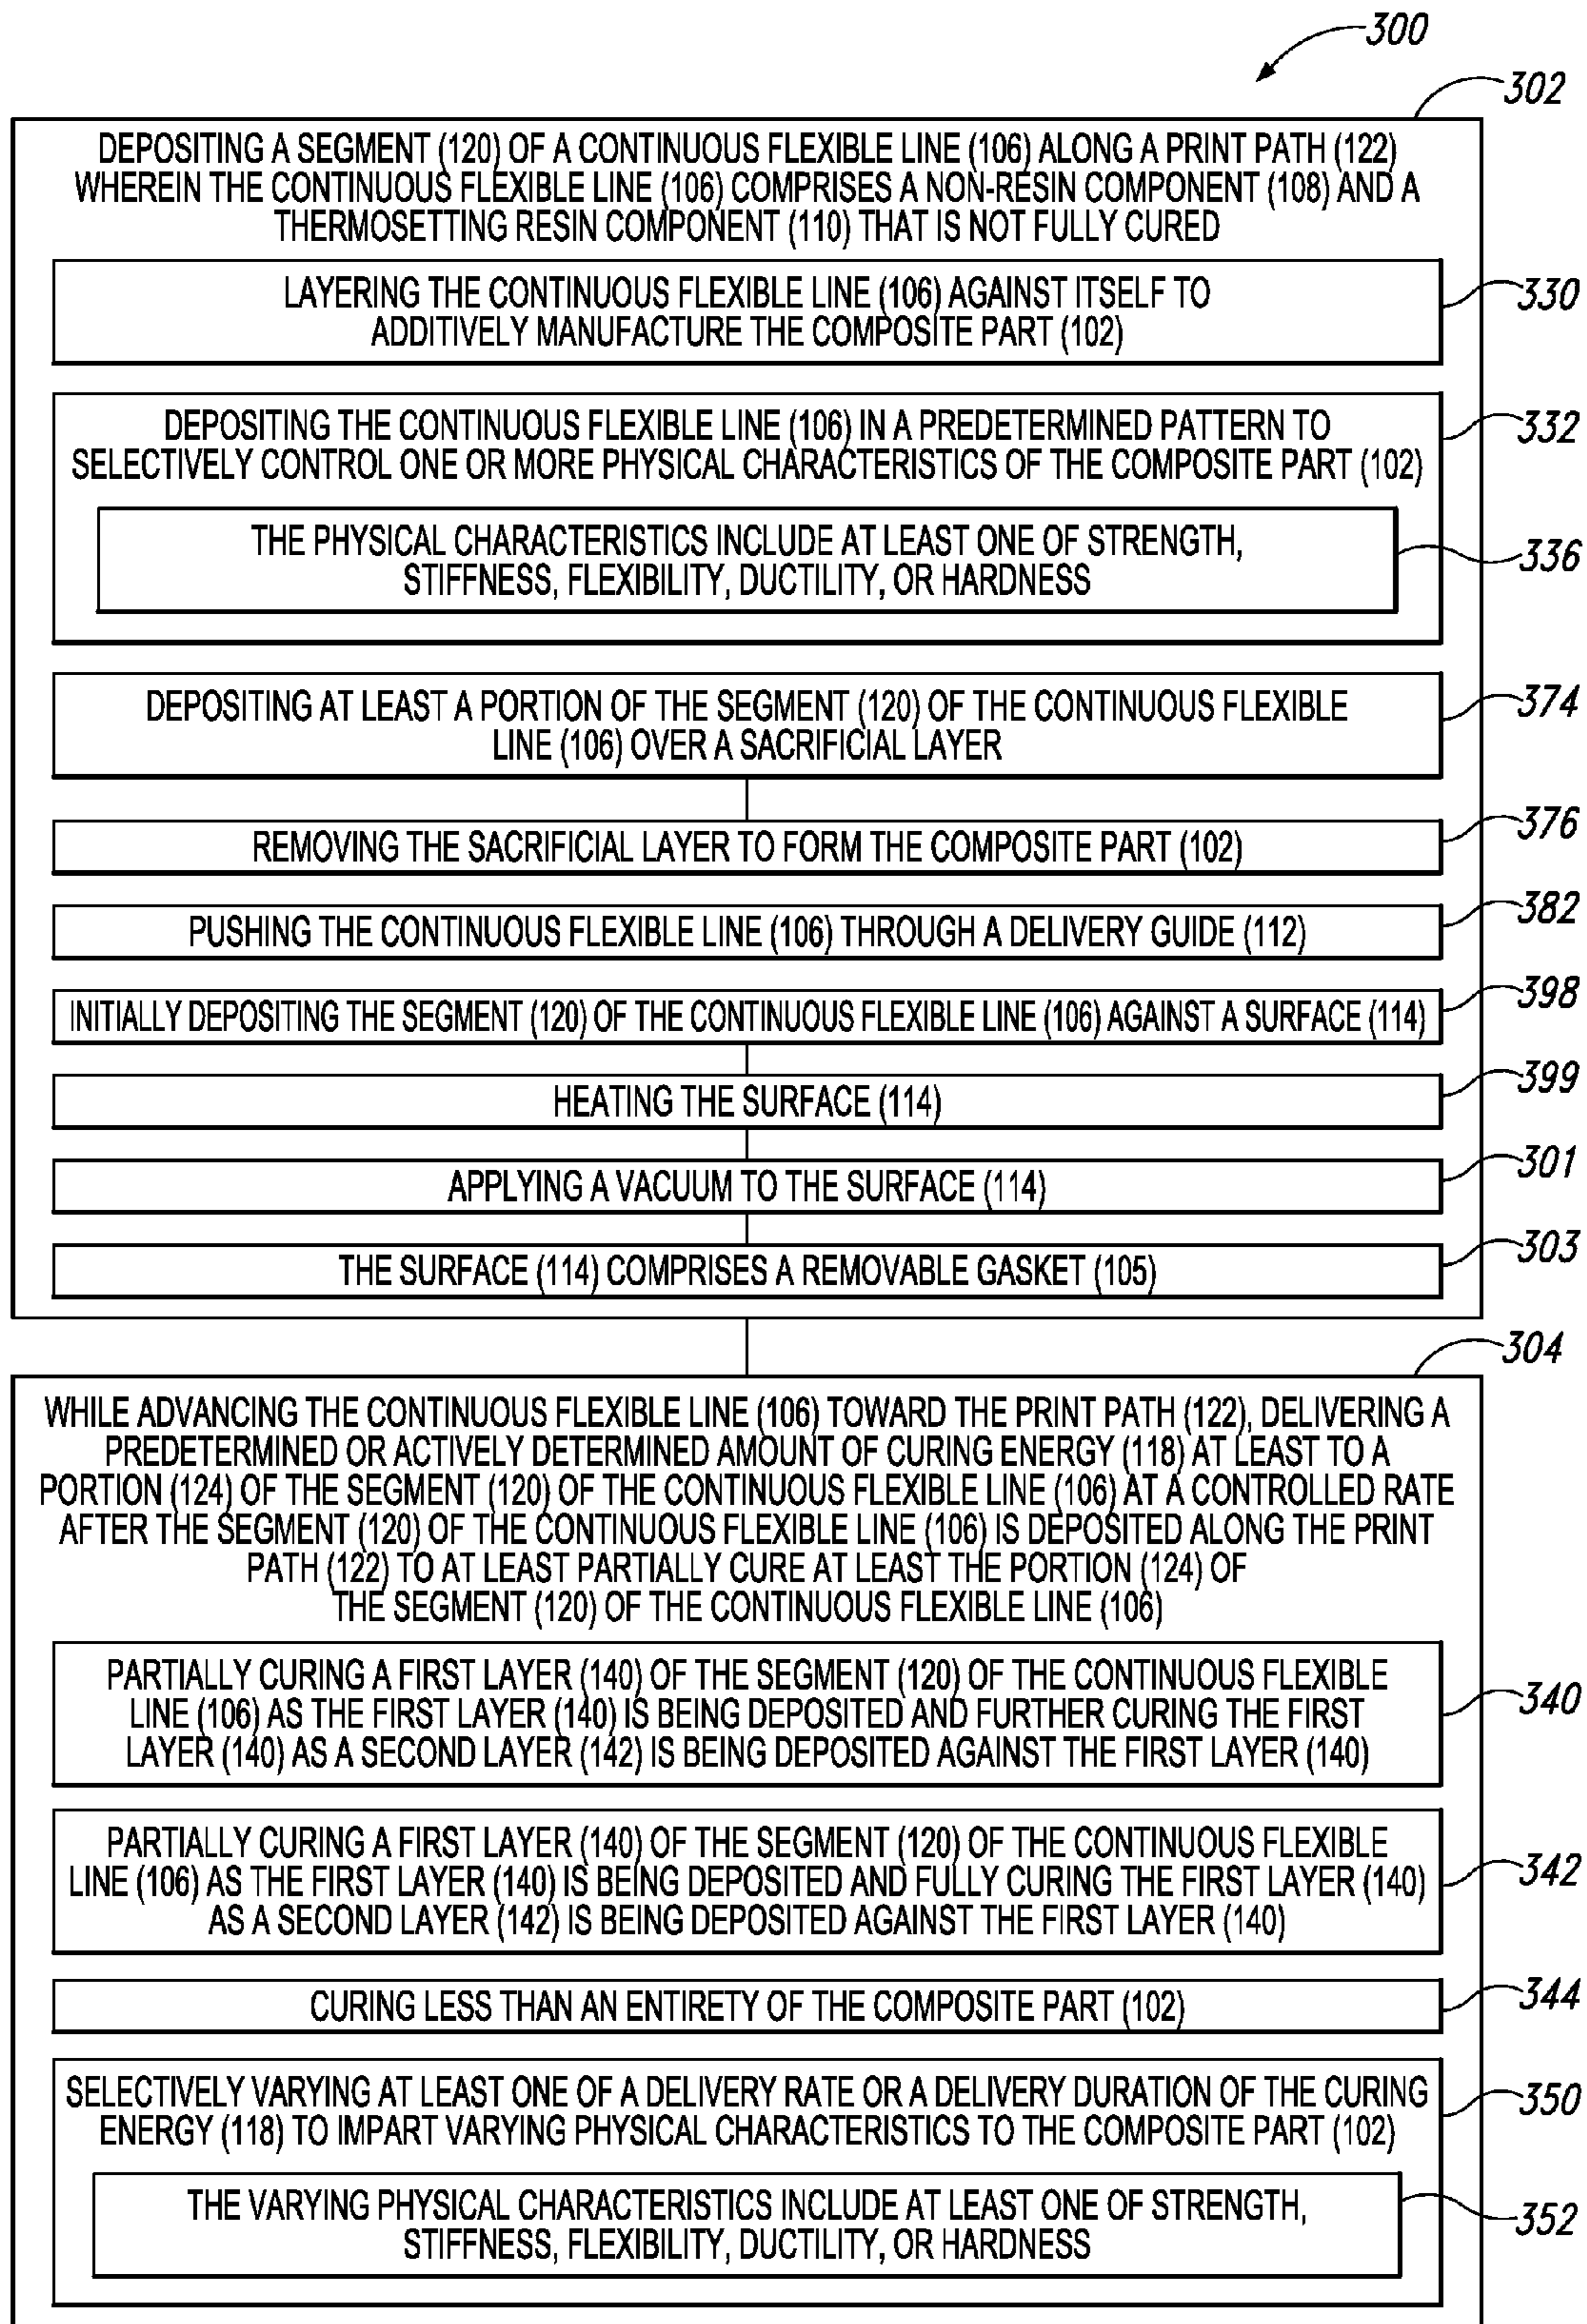 300
302
DEPOSITING A SEGMENT (120) OF A CONTINUOUS FLEXIBLE LINE (106) ALONG A PRINT PATH (122)
WHEREIN THE CONTINUOUS FLEXIBLE LINE (106) COMPRISES A NON-RESIN COMPONENT (108) AND A
THERMOSETTING RESIN COMPONENT (110) THAT IS NOT FULLY CURED
LAYERING THE CONTINUOUS FLEXIBLE LINE (106) AGAINST ITSELF TO
ADDITIVELY MANUFACTURE THE COMPOSITE PART (102)
330
DEPOSITING THE CONTINUOUS FLEXIBLE LINE (106) IN A PREDETERMINED PATTERN TO
SELECTIVELY CONTROL ONE OR MORE PHYSICAL CHARACTERISTICS OF THE COMPOSITE PART (102)
332
THE PHYSICAL CHARACTERISTICS INCLUDE AT LEAST ONE OF STRENGTH,
STIFFNESS, FLEXIBILITY, DUCTILITY, OR HARDNESS
336
DEPOSITING AT LEAST A PORTION OF THE SEGMENT (120) OF THE CONTINUOUS FLEXIBLE
LINE (106) OVER A SACRIFICIAL LAYER
374
REMOVING THE SACRIFICIAL LAYER TO FORM THE COMPOSITE PART (102)
376
PUSHING THE CONTINUOUS FLEXIBLE LINE (106) THROUGH A DELIVERY GUIDE (112)
382
INITIALLY DEPOSITING THE SEGMENT (120) OF THE CONTINUOUS FLEXIBLE LINE (106) AGAINST A SURFACE (114)
398
HEATING THE SURFACE (114)
399
APPLYING A VACUUM TO THE SURFACE (114)
301
THE SURFACE (114) COMPRISES A REMOVABLE GASKET (105)
303
304
WHILE ADVANCING THE CONTINUOUS FLEXIBLE LINE (106) TOWARD THE PRINT PATH (122), DELIVERING A
PREDETERMINED OR ACTIVELY DETERMINED AMOUNT OF CURING ENERGY (118) AT LEAST TO A
PORTION (124) OF THE SEGMENT (120) OF THE CONTINUOUS FLEXIBLE LINE (106) AT A CONTROLLED RATE
AFTER THE SEGMENT (120) OF THE CONTINUOUS FLEXIBLE LINE (106) IS DEPOSITED ALONG THE PRINT
PATH (122) TO AT LEAST PARTIALLY CURE AT LEAST THE PORTION (124) OF
THE SEGMENT (120) OF THE CONTINUOUS FLEXIBLE LINE (106)
PARTIALLY CURING A FIRST LAYER (140) OF THE SEGMENT (120) OF THE CONTINUOUS FLEXIBLE
LINE (106) AS THE FIRST LAYER (140) IS BEING DEPOSITED AND FURTHER CURING THE FIRST
LAYER (140) AS A SECOND LAYER (142) IS BEING DEPOSITED AGAINST THE FIRST LAYER (140)
340
PARTIALLY CURING A FIRST LAYER (140) OF THE SEGMENT (120) OF THE CONTINUOUS FLEXIBLE
LINE (106) AS THE FIRST LAYER (140) IS BEING DEPOSITED AND FULLY CURING THE FIRST LAYER (140)
AS A SECOND LAYER (142) IS BEING DEPOSITED AGAINST THE FIRST LAYER (140)
342
CURING LESS THAN AN ENTIRETY OF THE COMPOSITE PART (102)
344
SELECTIVELY VARYING AT LEAST ONE OF A DELIVERY RATE OR A DELIVERY DURATION OF THE CURING
ENERGY (118) TO IMPART VARYING PHYSICAL CHARACTERISTICS TO THE COMPOSITE PART (102)
350
THE VARYING PHYSICAL CHARACTERISTICS INCLUDE AT LEAST ONE OF STRENGTH,
STIFFNESS, FLEXIBILITY, DUCTILITY, OR HARDNESS
352